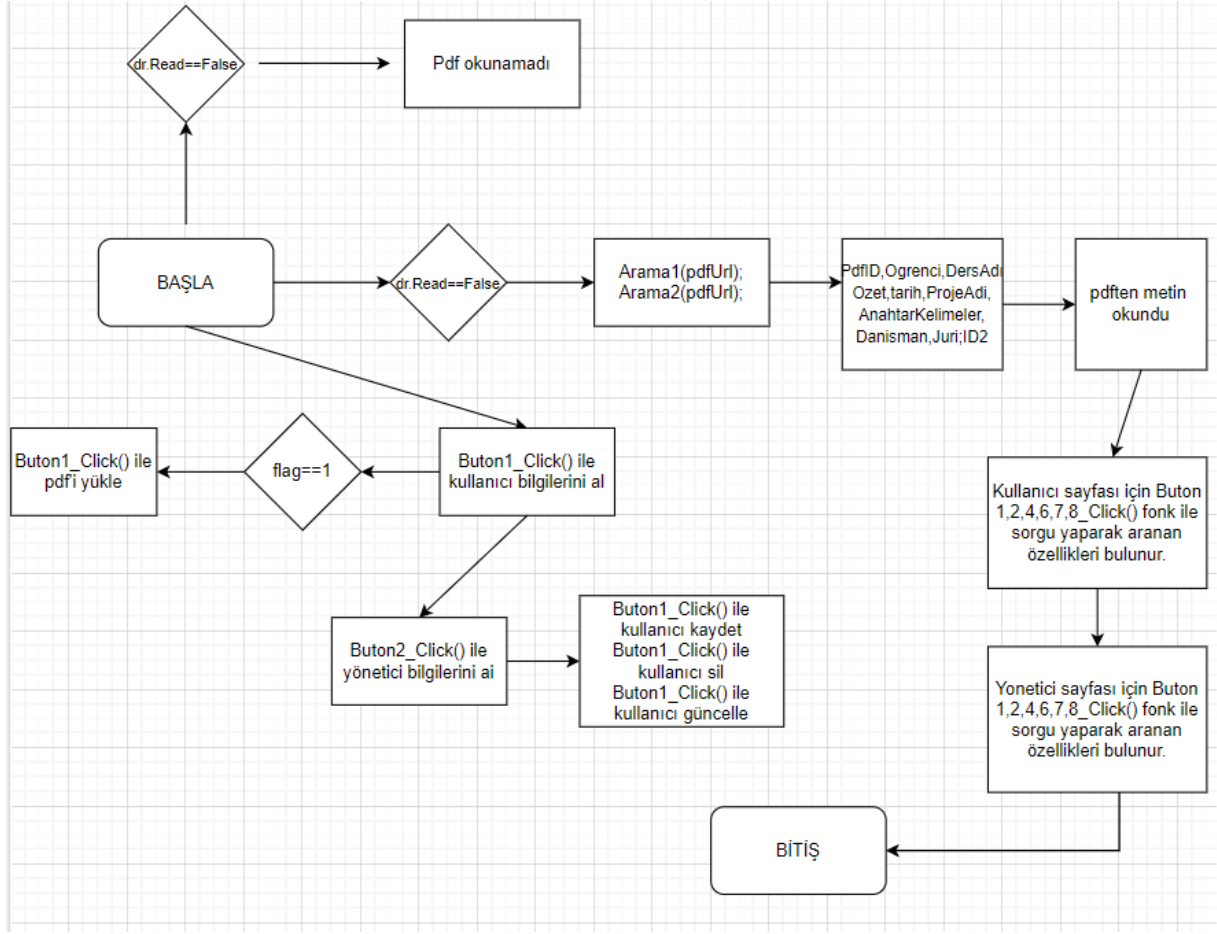 dr.Read==False
Pdf okunamadı
BAŞLA
dr.Read==False
Arama1(pdfUrl);
Arama2(pdfUrl);
PdfID,Ogrenci,DersAdı
Ozet,tarih,ProjeAdi,
AnahtarKelimeler,
Danisman,Juri;ID2
pdften metin
okundu
Buton1_Click() ile
pdf'i yükle
flag==1
Buton1_Click() ile
kullanıcı bilgilerini al
Kullanıcı sayfası için Buton
1,2,4,6,7,8_Click() fonk ile
sorgu yaparak aranan
özellikleri bulunur.
Buton2_Click() ile
yönetici bilgilerini al
Buton1_Click() ile
kullanıcı kaydet
Buton1_Click() ile
kullanıcı sil
Buton1_Click() ile
kullanıcı güncelle
Yonetici sayfası için Buton
1,2,4,6,7,8_Click() fonk ile
sorgu yaparak aranan
özellikleri bulunur.
BİTİŞ